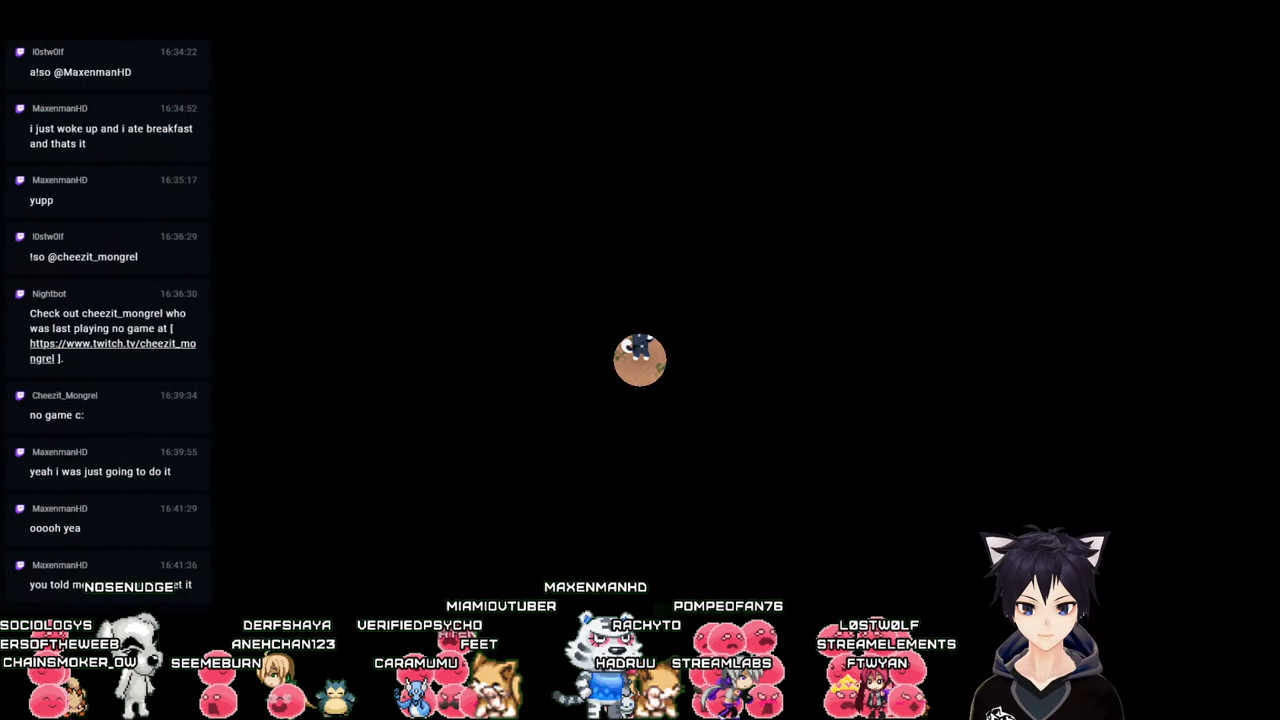 l0stw0lf 16:34:22
a!so @MaxenmanHD
MaxenmanHD 16:34:52
i just woke up and i ate breakfast
and thats it
MaxenmanHD 16:35:17
yupp
l0stw0lf 16:36:29
!so @cheezit_mongrel
Nightbot 16:36:30
Check out cheezit_mongrel who
was last playing no game at [
https://www.twitch.tv/cheezit_mo
ngrel ].
Cheezit_Mongrel 16:39:34
no game c:
MaxenmanHD 16:39:55
yeah i was just going to do it
MaxenmanHD 16:41:29
ooooh yea
MaxenmanHD 16:41:36
you told it
NOSENUDGE MAXENMANHD
MIAMIOVTUBER POMPEOFAN76
SOCIOLOGYS DERFSHAYA VERIFIEDPSYCHO RACHYTO LØSTWØLF
ERSOFTHEWEEB ANEHCHAN123 FEET STREAMELEMENTS
CHAINSMOKER_OW SEEMEBURN CARAMUMU HADRUU STREAMLABS FTWYAN